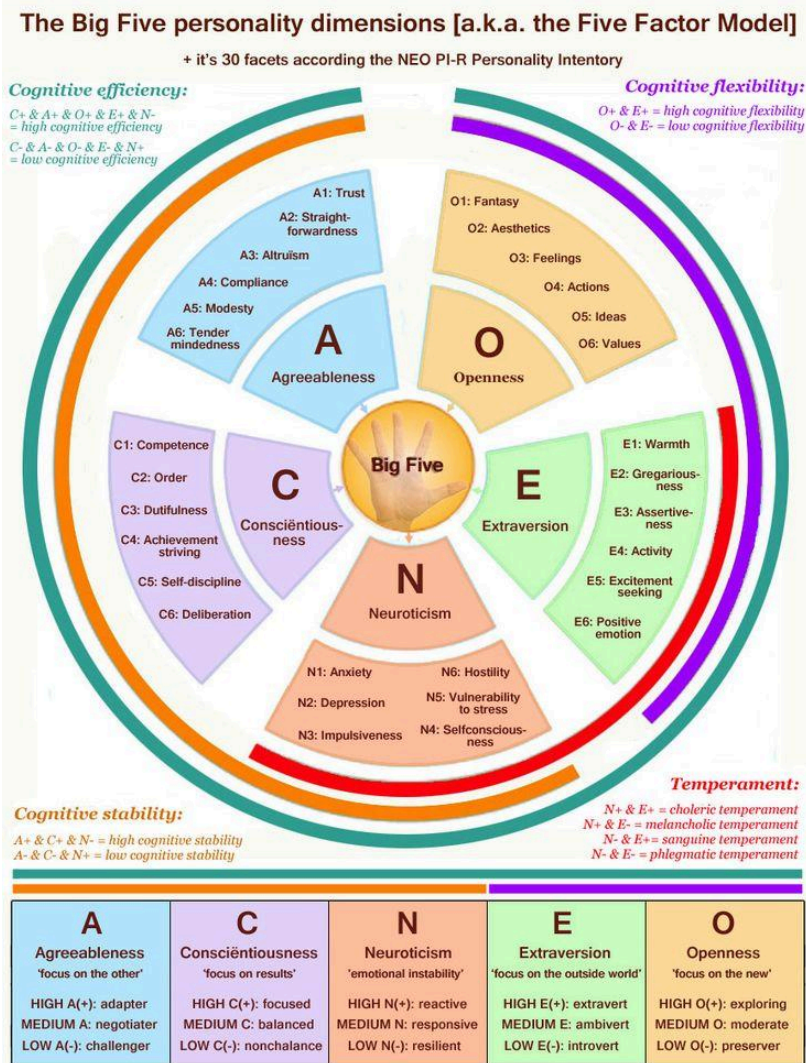 The Big Five personality dimensions [a.k.a. the Five Factor Model]
+ it's 30 facets according the NEO PI-R Personality Intentory
Cognitive efficiency:
C+ & A+ & O+ & E+ & N-
= high cognitive efficiency
C- & A- & O- & E- & N+
= low cognitive efficiency
Cognitive flexibility:
O+ & E+ = high cognitive flexibility
O- & E- = low cognitive flexibility
A1: Trust
A2: Straight-
forwardness
A3: Altruïsm
A4: Compliance
A5: Modesty
A6: Tender
mindedness
A
Agreeableness
O1: Fantasy
O2: Aesthetics
O3: Feelings
O4: Actions
O5: Ideas
O6: Values
O
Openness
Big Five
C1: Competence
C2: Order
C3: Dutifulness
C4: Achievement
striving
C5: Self-discipline
C6: Deliberation
C
Consciëntious-
ness
E
Extraversion
E1: Warmth
E2: Gregarious-
ness
E3: Assertive-
ness
E4: Activity
E5: Excitement
seeking
E6: Positive
emotion
N
Neuroticism
N1: Anxiety
N2: Depression
N3: Impulsiveness
N6: Hostility
N5: Vulnerability
to stress
N4: Selfconscious-
ness
Cognitive stability:
A+ & C+ & N- = high cognitive stability
A- & C- & N+ = low cognitive stability
Temperament:
N+ & E+ = choleric temperament
N+ & E- = melancholic temperament
N- & E+= sanguine temperament
N- & E- = phlegmatic temperament
A
Agreeableness
'focus on the other'
HIGH A(+): adapter
MEDIUM A: negotiater
LOW A(-): challenger
C
Consciëntiousness
'focus on results'
HIGH C(+): focused
MEDIUM C: balanced
LOW C(-): nonchalance
N
Neuroticism
'emotional instability'
HIGH N(+): reactive
MEDIUM N: responsive
LOW N(-): resilient
E
Extraversion
'focus on the outside world'
HIGH E(+): extravert
MEDIUM E: ambivert
LOW E(-): introvert
O
Openness
'focus on the new'
HIGH O(+): exploring
MEDIUM O: moderate
LOW O(-): preserver